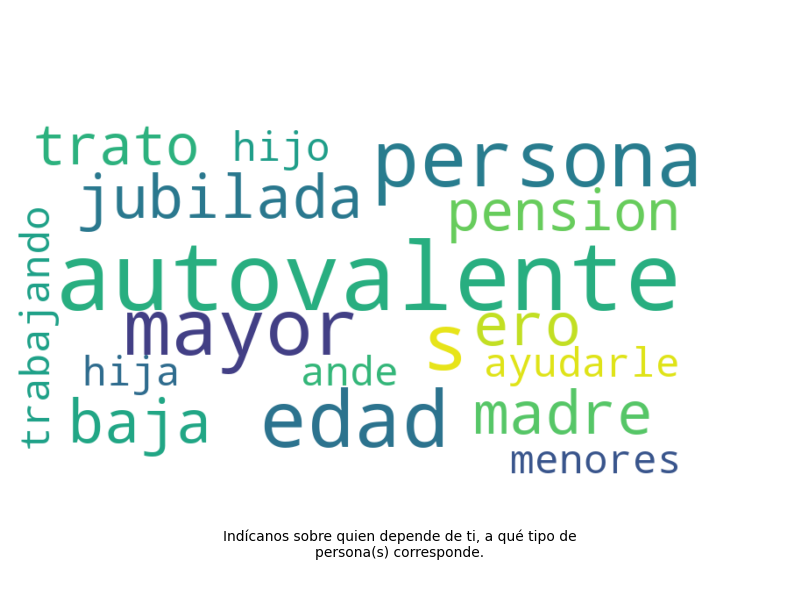 trato hijo persona
jubilada pension
trabajando
autovalente
mayor s ero
hija ande ayudarle
baja edad madre
menores
Indícanos sobre quien depende de ti, a qué tipo de
persona(s) corresponde.